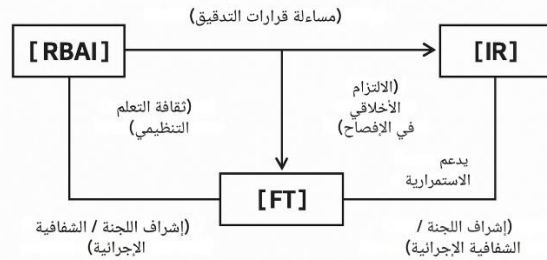 (مساءلة قرارات التدقيق)
[RBAI]
[IR]
(ثقافة التعلم
التنظيمي)
(الالتزام
الأخلاقي
في الإفصاح)
يدعم
الاستمرارية
[FT]
(إشراف اللجنة / الشفافية
الإجرائية)
(إشراف اللجنة /
الشفافية الإجرائية)